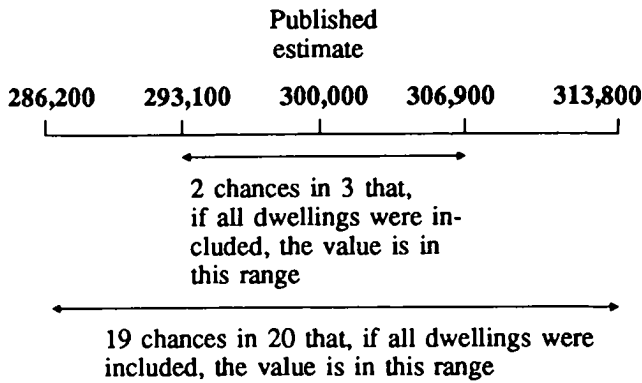 Published
estimate
286,200 293,100 300,000 306,900 313,800
2 chances in 3 that,
if all dwellings were in-
cluded, the value is in
this range
19 chances in 20 that, if all dwellings were
included, the value is in this range